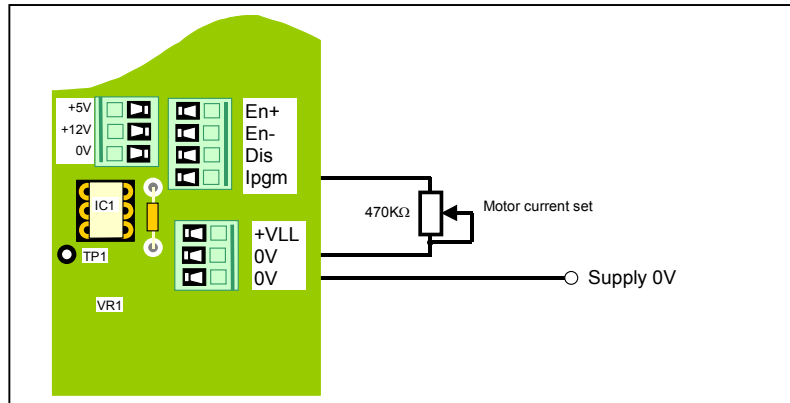 +5V
+12V
0V
En+
En-
Dis
Ipgm
IC1
470KΩ
Motor current set
+VLL
0V
0V
TP1
Supply 0V
VR1